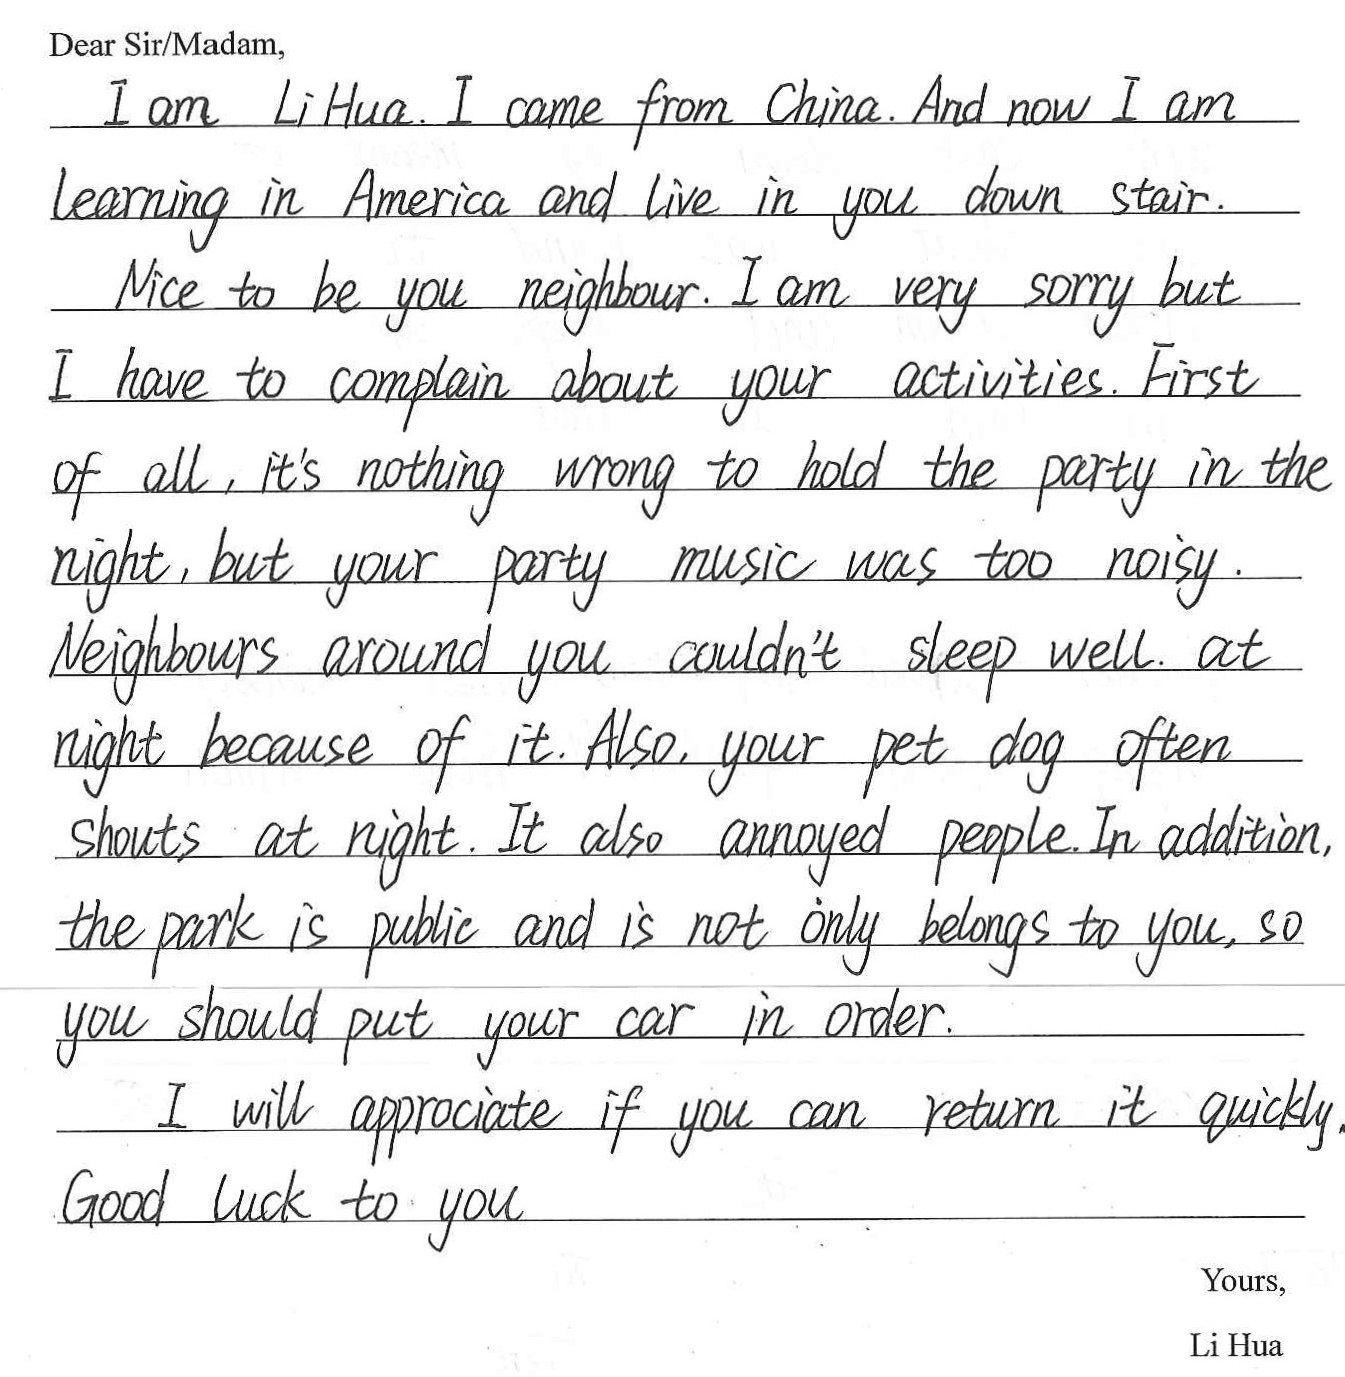 Dear Sir/Madam,
I am Li Hua. I came from China. And now I am
learning in America and live in you down stair.
Nice to be you neighbour. I am very sorry but
I have to complain about your activities. First
of all, it's nothing wrong to hold the party in the
night, but your party music was too noisy.
Neighbours around you couldn't sleep well. at
night because of it. Also, your pet dog often
shouts at night. It also annoyed people. In addition,
the park is public and is not only belongs to you, so
you should put your car in order.
I will approciate if you can return it quickly.
Good luck to you
Yours,
Li Hua